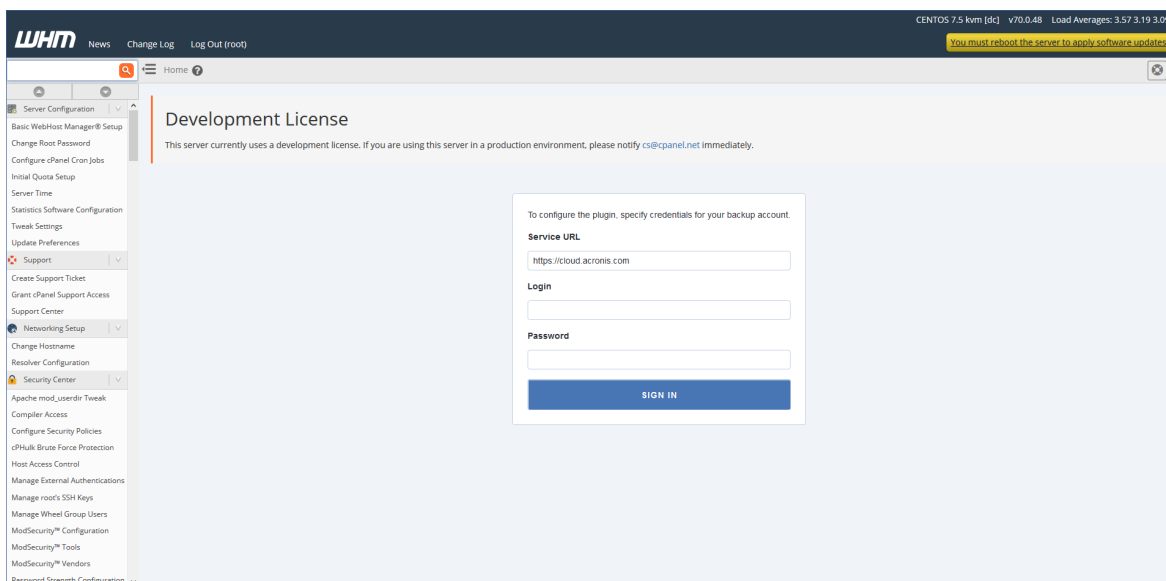 CENTOS 7.5 kvm [dc] v70.0.48 Load Averages: 3.57 3.19 3.09
WHM News Change Log Log Out (root)
You must reboot the server to apply software updates
Home
Server Configuration
Basic WebHost Manager® Setup
Change Root Password
Configure cPanel Cron Jobs
Initial Quota Setup
Server Time
Statistics Software Configuration
Tweak Settings
Update Preferences
Support
Create Support Ticket
Grant cPanel Support Access
Support Center
Networking Setup
Change Hostname
Resolver Configuration
Security Center
Apache mod_userdir Tweak
Compiler Access
Configure Security Policies
cPHulk Brute Force Protection
Host Access Control
Manage External Authentications
Manage root's SSH Keys
Manage Wheel Group Users
ModSecurity™ Configuration
ModSecurity™ Tools
ModSecurity™ Vendors
Password Strength Configuration
Development License
This server currently uses a development license. If you are using this server in a production environment, please notify cs@cpanel.net immediately.
To configure the plugin, specify credentials for your backup account.
Service URL
https://cloud.acronis.com
Login
Password
SIGN IN